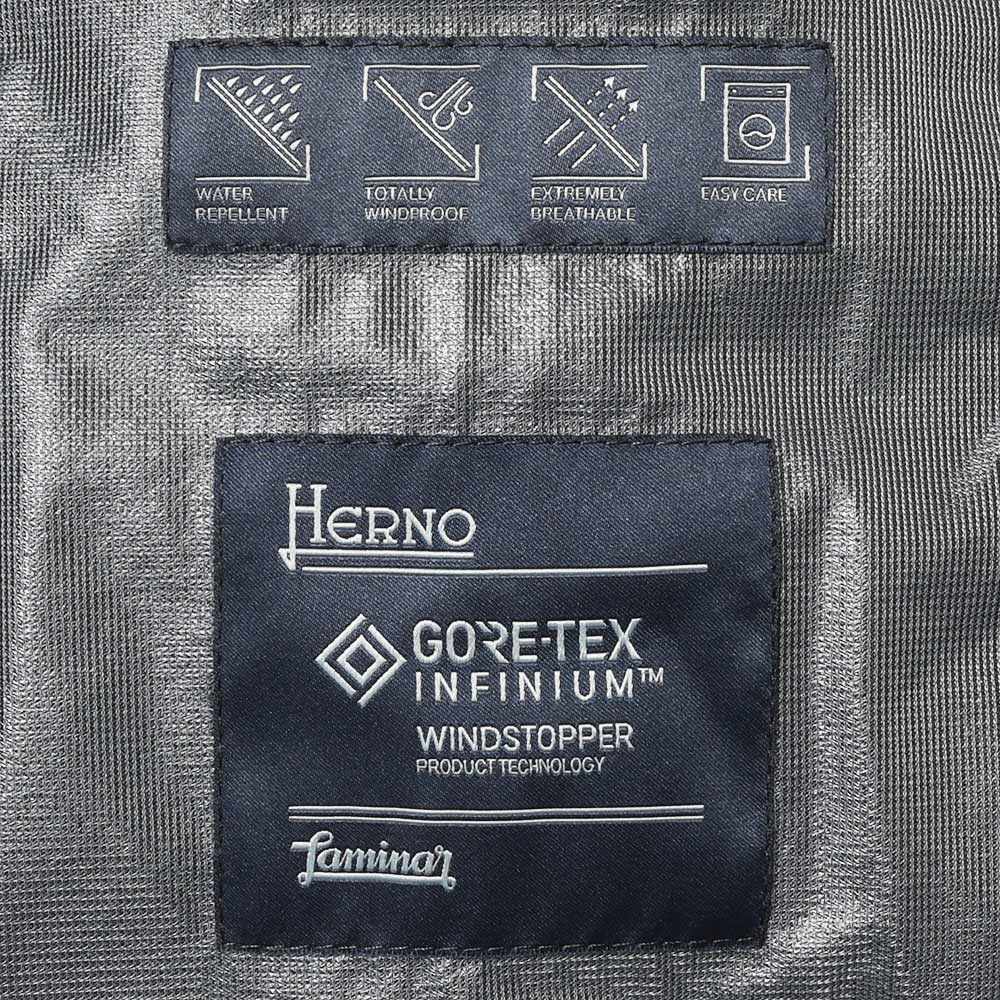 WATER
REPELLENT
TOTALLY
WINDPROOF
EXTREMELY
BREATHABLE
EASY CARE
HERNO
GORE-TEX
INFINIUM™
WINDSTOPPER
PRODUCT TECHNOLOGY
Laminar